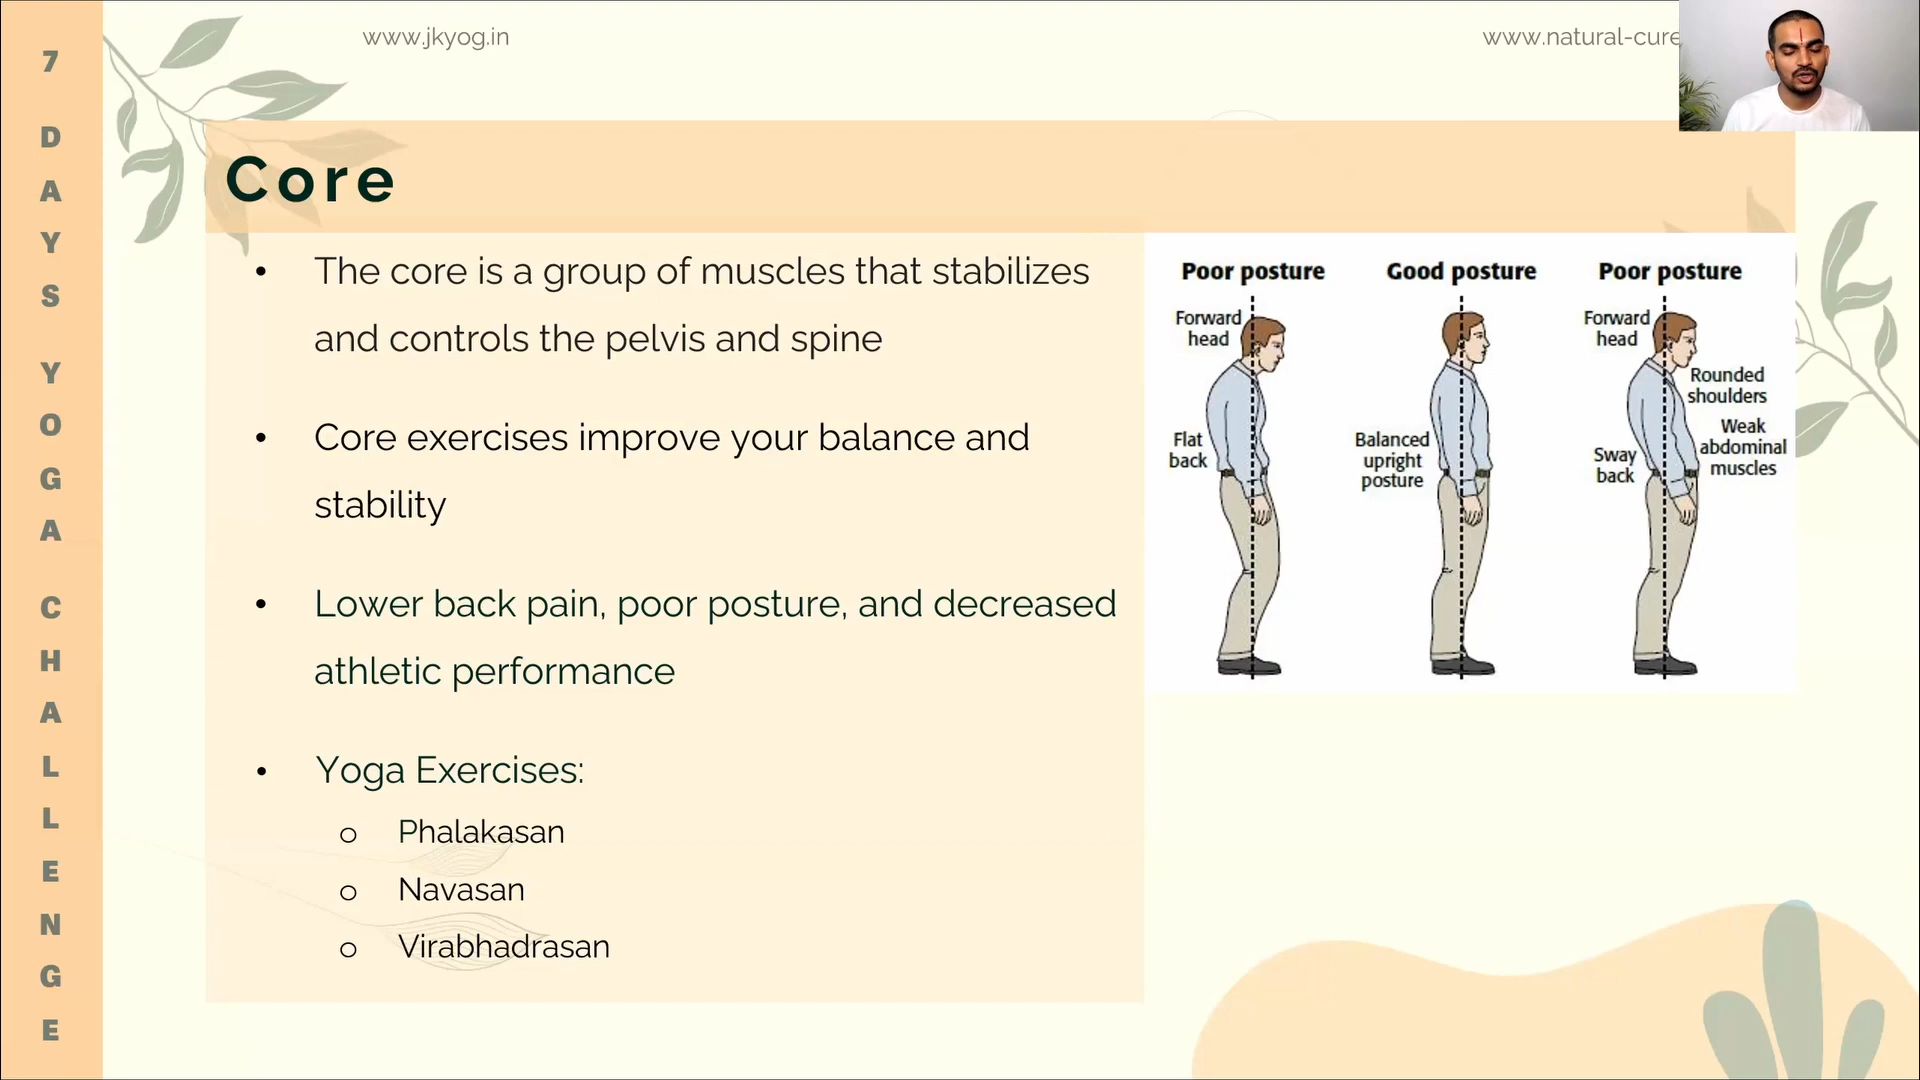 7 DAYS YOGA CHALLENGE
www.jkyog.in
www.natural-cure
Core
• The core is a group of muscles that stabilizes
and controls the pelvis and spine
• Core exercises improve your balance and
stability
• Lower back pain, poor posture, and decreased
athletic performance
• Yoga Exercises:
o Phalakasan
o Navasan
o Virabhadrasan
Poor posture
Forward
head
Flat
back
Good posture
Balanced
upright
posture
Poor posture
Forward
head
Rounded
shoulders
Weak
abdominal
muscles
Sway
back